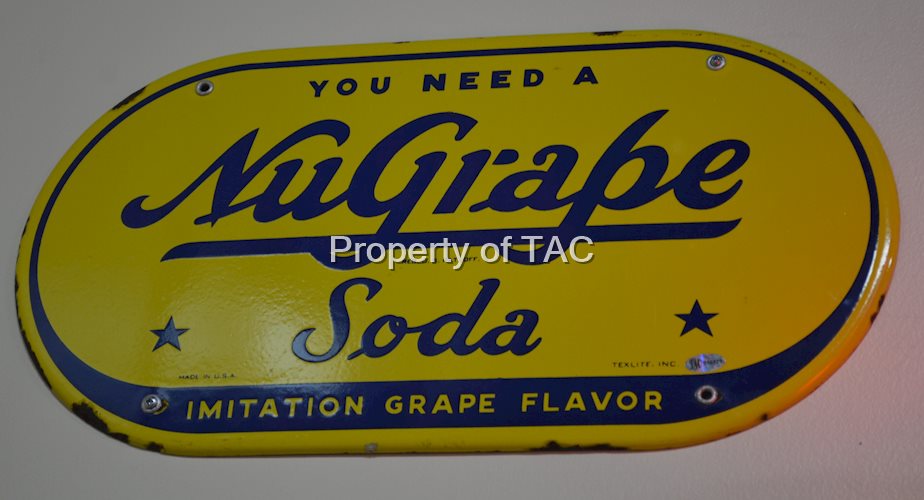 YOU NEED A
NuGrape
Property of TAC
Soda
MADE IN U.S.A.
TEXLITE, INC.
IMITATION GRAPE FLAVOR